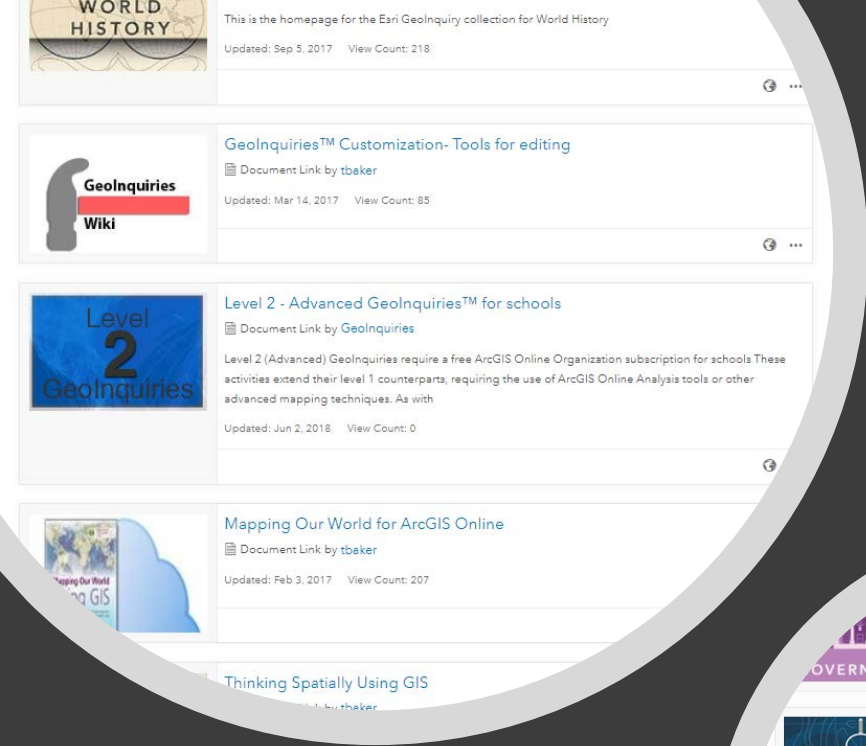 WORLD
HISTORY
This is the homepage for the Esri GeoInquiry collection for World History
Updated: Sep 5, 2017 View Count: 218
GeoInquiries™ Customization- Tools for editing
Document Link by tbaker
Updated: Mar 14, 2017 View Count: 85
GeoInquiries
Wiki
Level 2 - Advanced GeoInquiries™ for schools
Document Link by GeoInquiries
Level 2 (Advanced) GeoInquiries require a free ArcGIS Online Organization subscription for schools These
activities extend their level 1 counterparts, requiring the use of ArcGIS Online Analysis tools or other
advanced mapping techniques. As with
Updated: Jun 2, 2018 View Count: 0
Level
2
GeoInquiries
Mapping Our World for ArcGIS Online
Document Link by tbaker
Updated: Feb 3, 2017 View Count: 207
Our World
GIS
Thinking Spatially Using GIS
by tbaker
OVERN